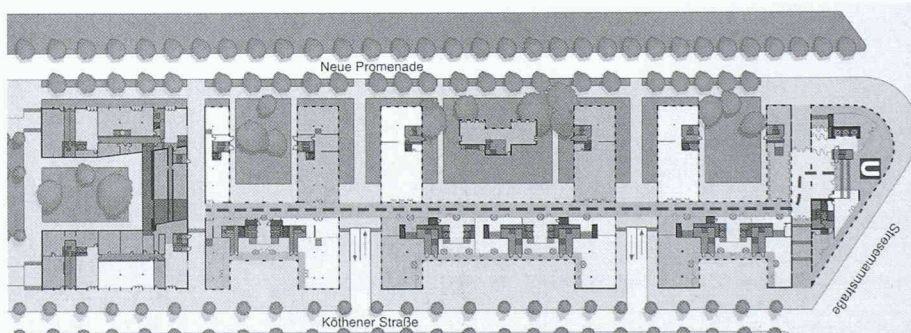 Neue Promenade
U
Stresemannstraße
Köthener Straße